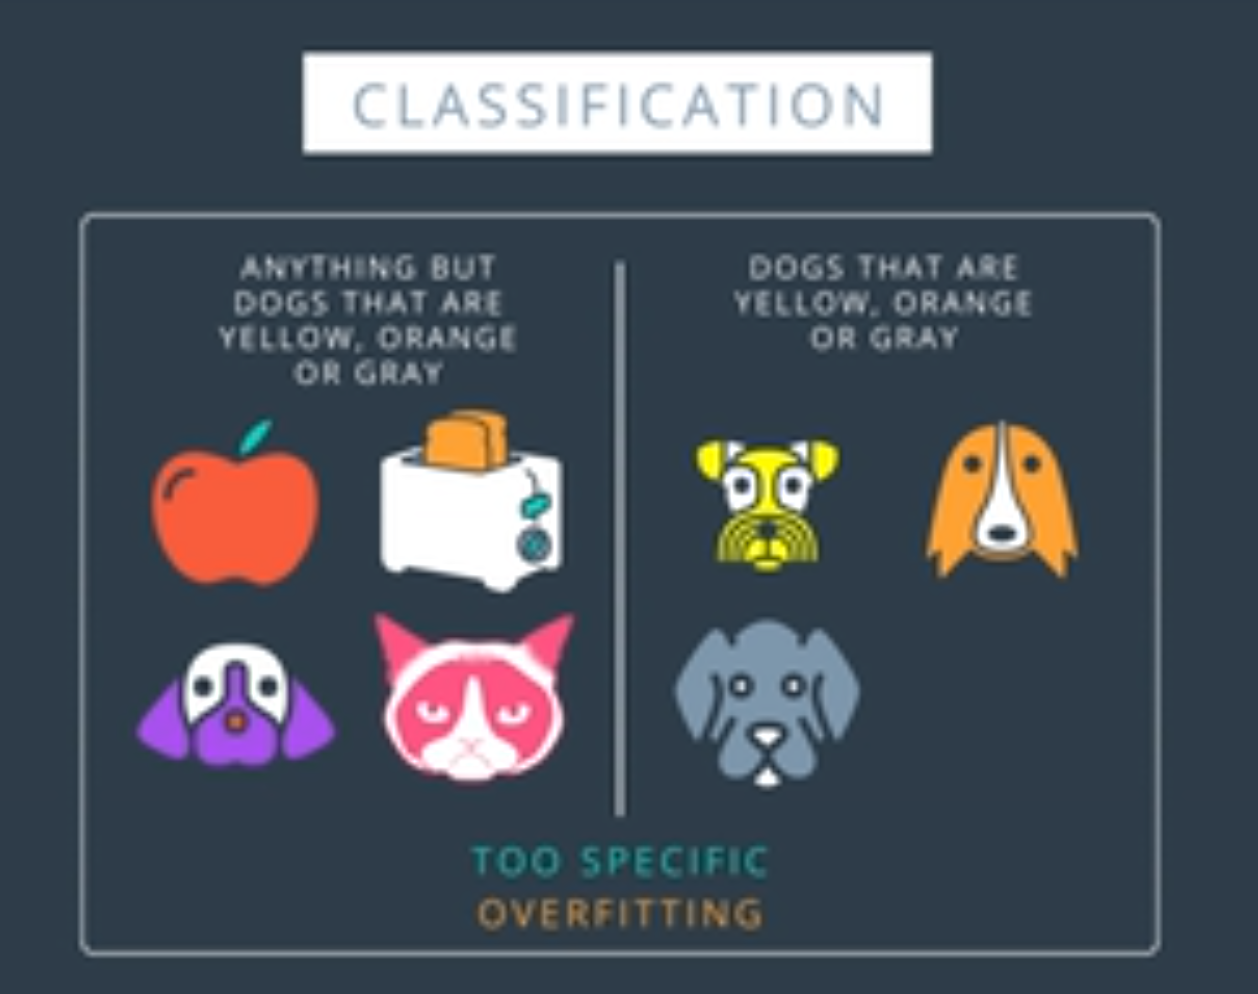 CLASSIFICATION
ANYTHING BUT
DOGS THAT ARE
YELLOW, ORANGE
OR GRAY
DOGS THAT ARE
YELLOW, ORANGE
OR GRAY
TOO SPECIFIC
OVERFITTING